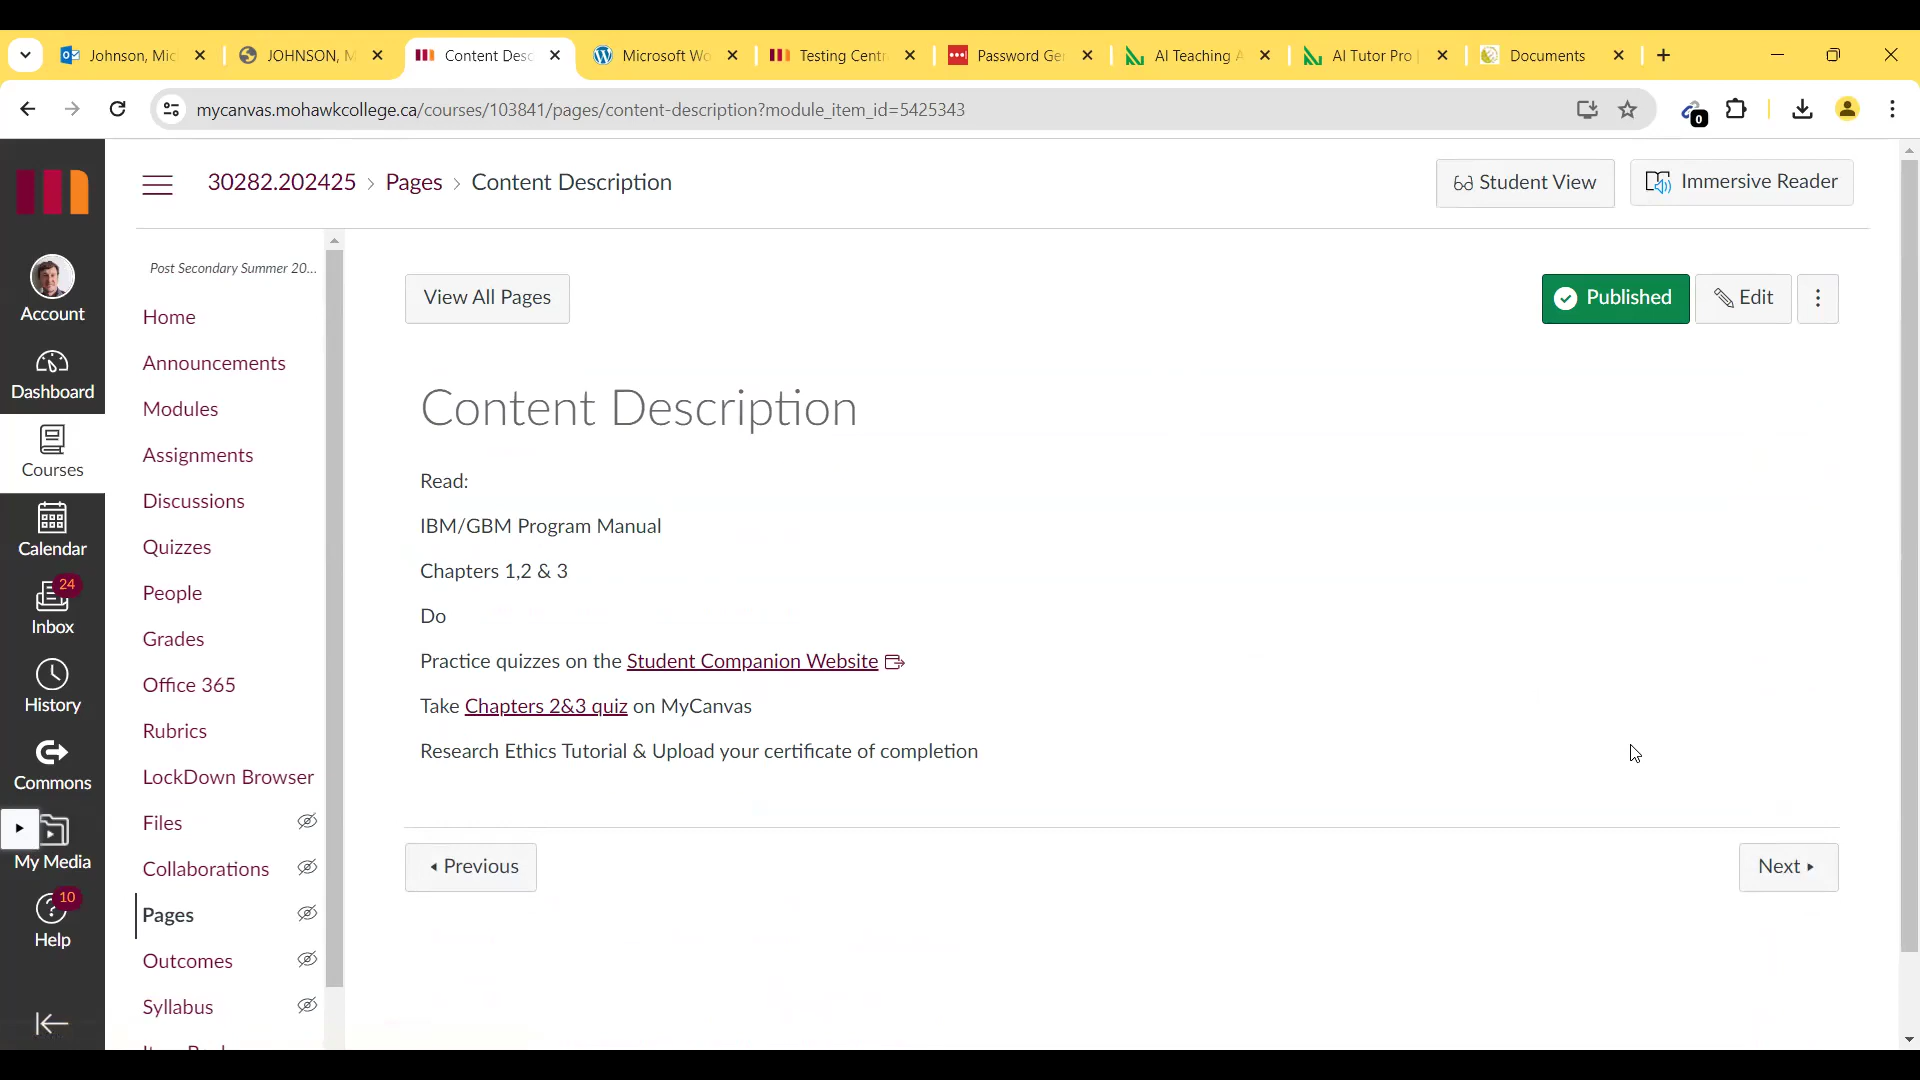 Johnson, Mic
JOHNSON, M
Content Desc
Microsoft Wo
Testing Centr
Password Ge
AI Teaching A
AI Tutor Pro
Documents
mycanvas.mohawkcollege.ca/courses/103841/pages/content-description?module_item_id=5425343
0
30282.202425 › Pages › Content Description
Student View
Immersive Reader
Account
Dashboard
Courses
Calendar
24
Inbox
History
Commons
My Media
10
Help
Post Secondary Summer 20...
Home
Announcements
Modules
Assignments
Discussions
Quizzes
People
Grades
Office 365
Rubrics
LockDown Browser
Files
Collaborations
Pages
Outcomes
Syllabus
View All Pages
Published
Edit
Content Description
Read:
IBM/GBM Program Manual
Chapters 1,2 & 3
Do
Practice quizzes on the Student Companion Website
Take Chapters 2&3 quiz on MyCanvas
Research Ethics Tutorial & Upload your certificate of completion
Previous
Next